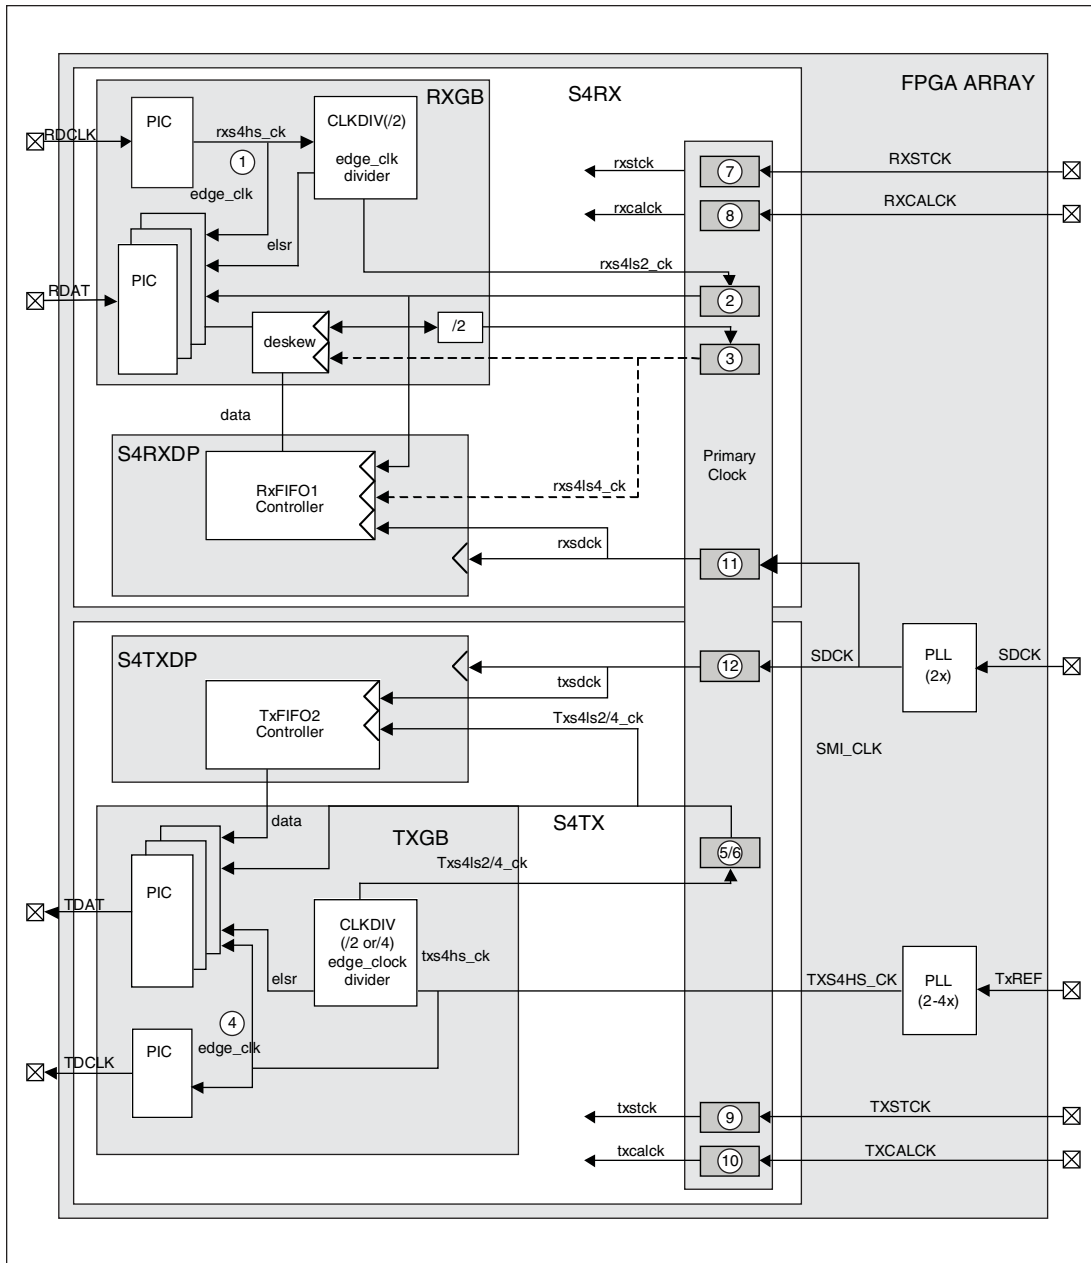 FPGA ARRAY
RXGB
S4RX
RDCLK
PIC
rxs4hs_ck
1
edge_clk
CLKDIV(/2)
edge_clk
divider
elsr
7
rxstck
RXSTCK
8
rxcalck
RXCALCK
rxs4ls2_ck
RDAT
PIC
2
deskew
/2
3
data
S4RXDP
RxFIFO1
Controller
rxs4ls4_ck
Primary
Clock
rxsdck
11
S4TXDP
12
SDCK
PLL
(2x)
SDCK
txsdck
TxFIFO2
Controller
Txs4ls2/4_ck
SMI_CLK
data
TXGB
S4TX
5/6
Txs4ls2/4_ck
PIC
TDAT
CLKDIV
(/2 or/4)
edge_clock
divider
txs4hs_ck
elsr
TXS4HS_CK
PLL
(2-4x)
TxREF
4
edge_clk
PIC
TDCLK
txstck
9
TXSTCK
txcalck
10
TXCALCK